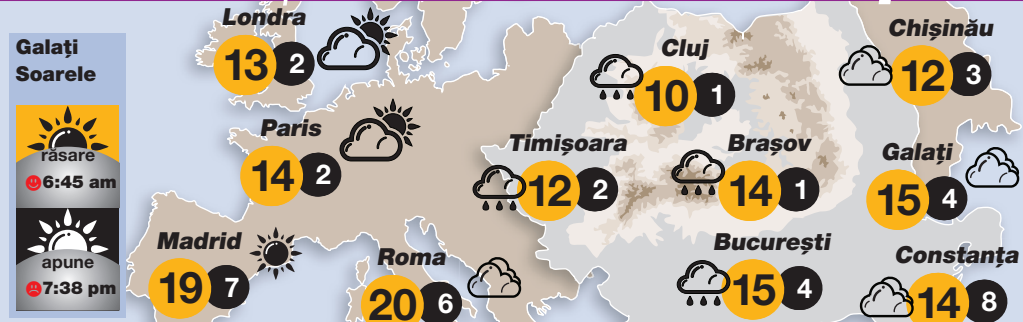 Galați
Soarele
răsare
6:45 am
apune
7:38 pm
Londra
13 2
Paris
14 2
Madrid
19 7
Roma
20 6
Cluj
10 1
Timișoara
12 2
Brașov
14 1
București
15 4
Chișinău
12 3
Galați
15 4
Constanța
14 8